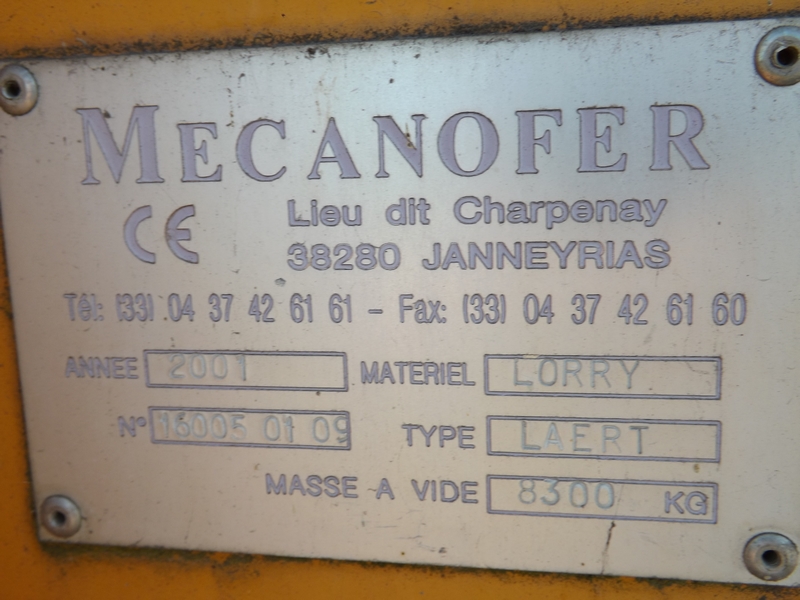 MECANOFER
CE Lieu dit Charpenay
38280 JANNEYRIAS
Tél: (33) 04 37 42 61 61 - Fax: (33) 04 37 42 61 60
ANNEE 2001 MATERIEL LORRY
N° 16005 01 09 TYPE LAERT
MASSE A VIDE 8300 KG